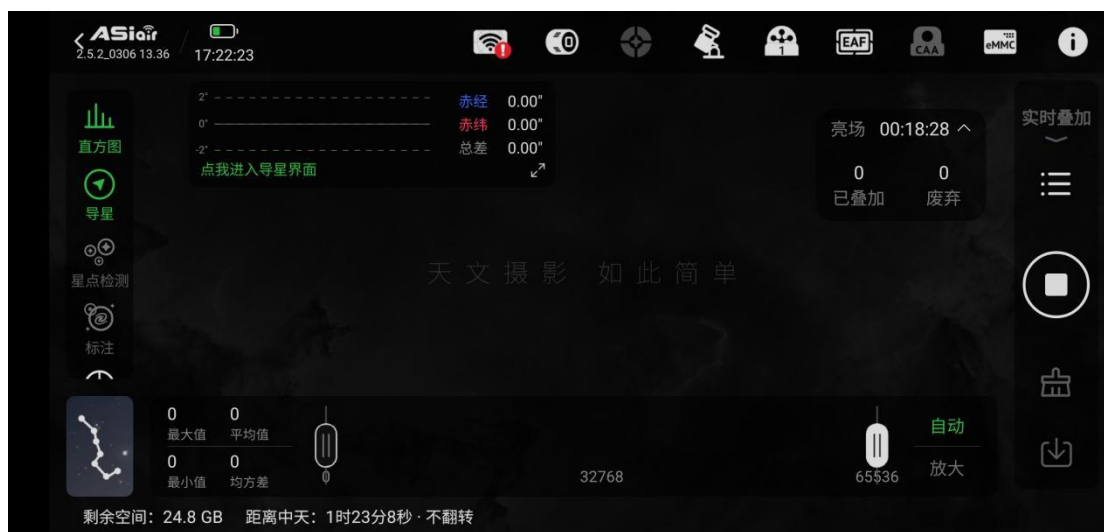 ASiair
2.5.2_0306 13.36
17:22:23
1
EAF
CAA
eMMC
直方图
导星
星点检测
标注
2"
0"
-2"
赤经 0.00"
赤纬 0.00"
总差 0.00"
点我进入导星界面
亮场 00:18:28
0 0
已叠加 废弃
实时叠加
天文摄影 如此简单
0 0
最大值 平均值
0 0
最小值 均方差
0
32768
65536
自动
放大
剩余空间：24.8 GB 距离中天：1时23分8秒 · 不翻转